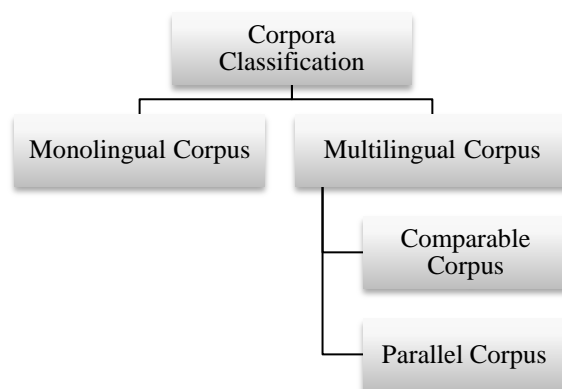 Corpora
Classification
Monolingual Corpus
Multilingual Corpus
Comparable
Corpus
Parallel Corpus